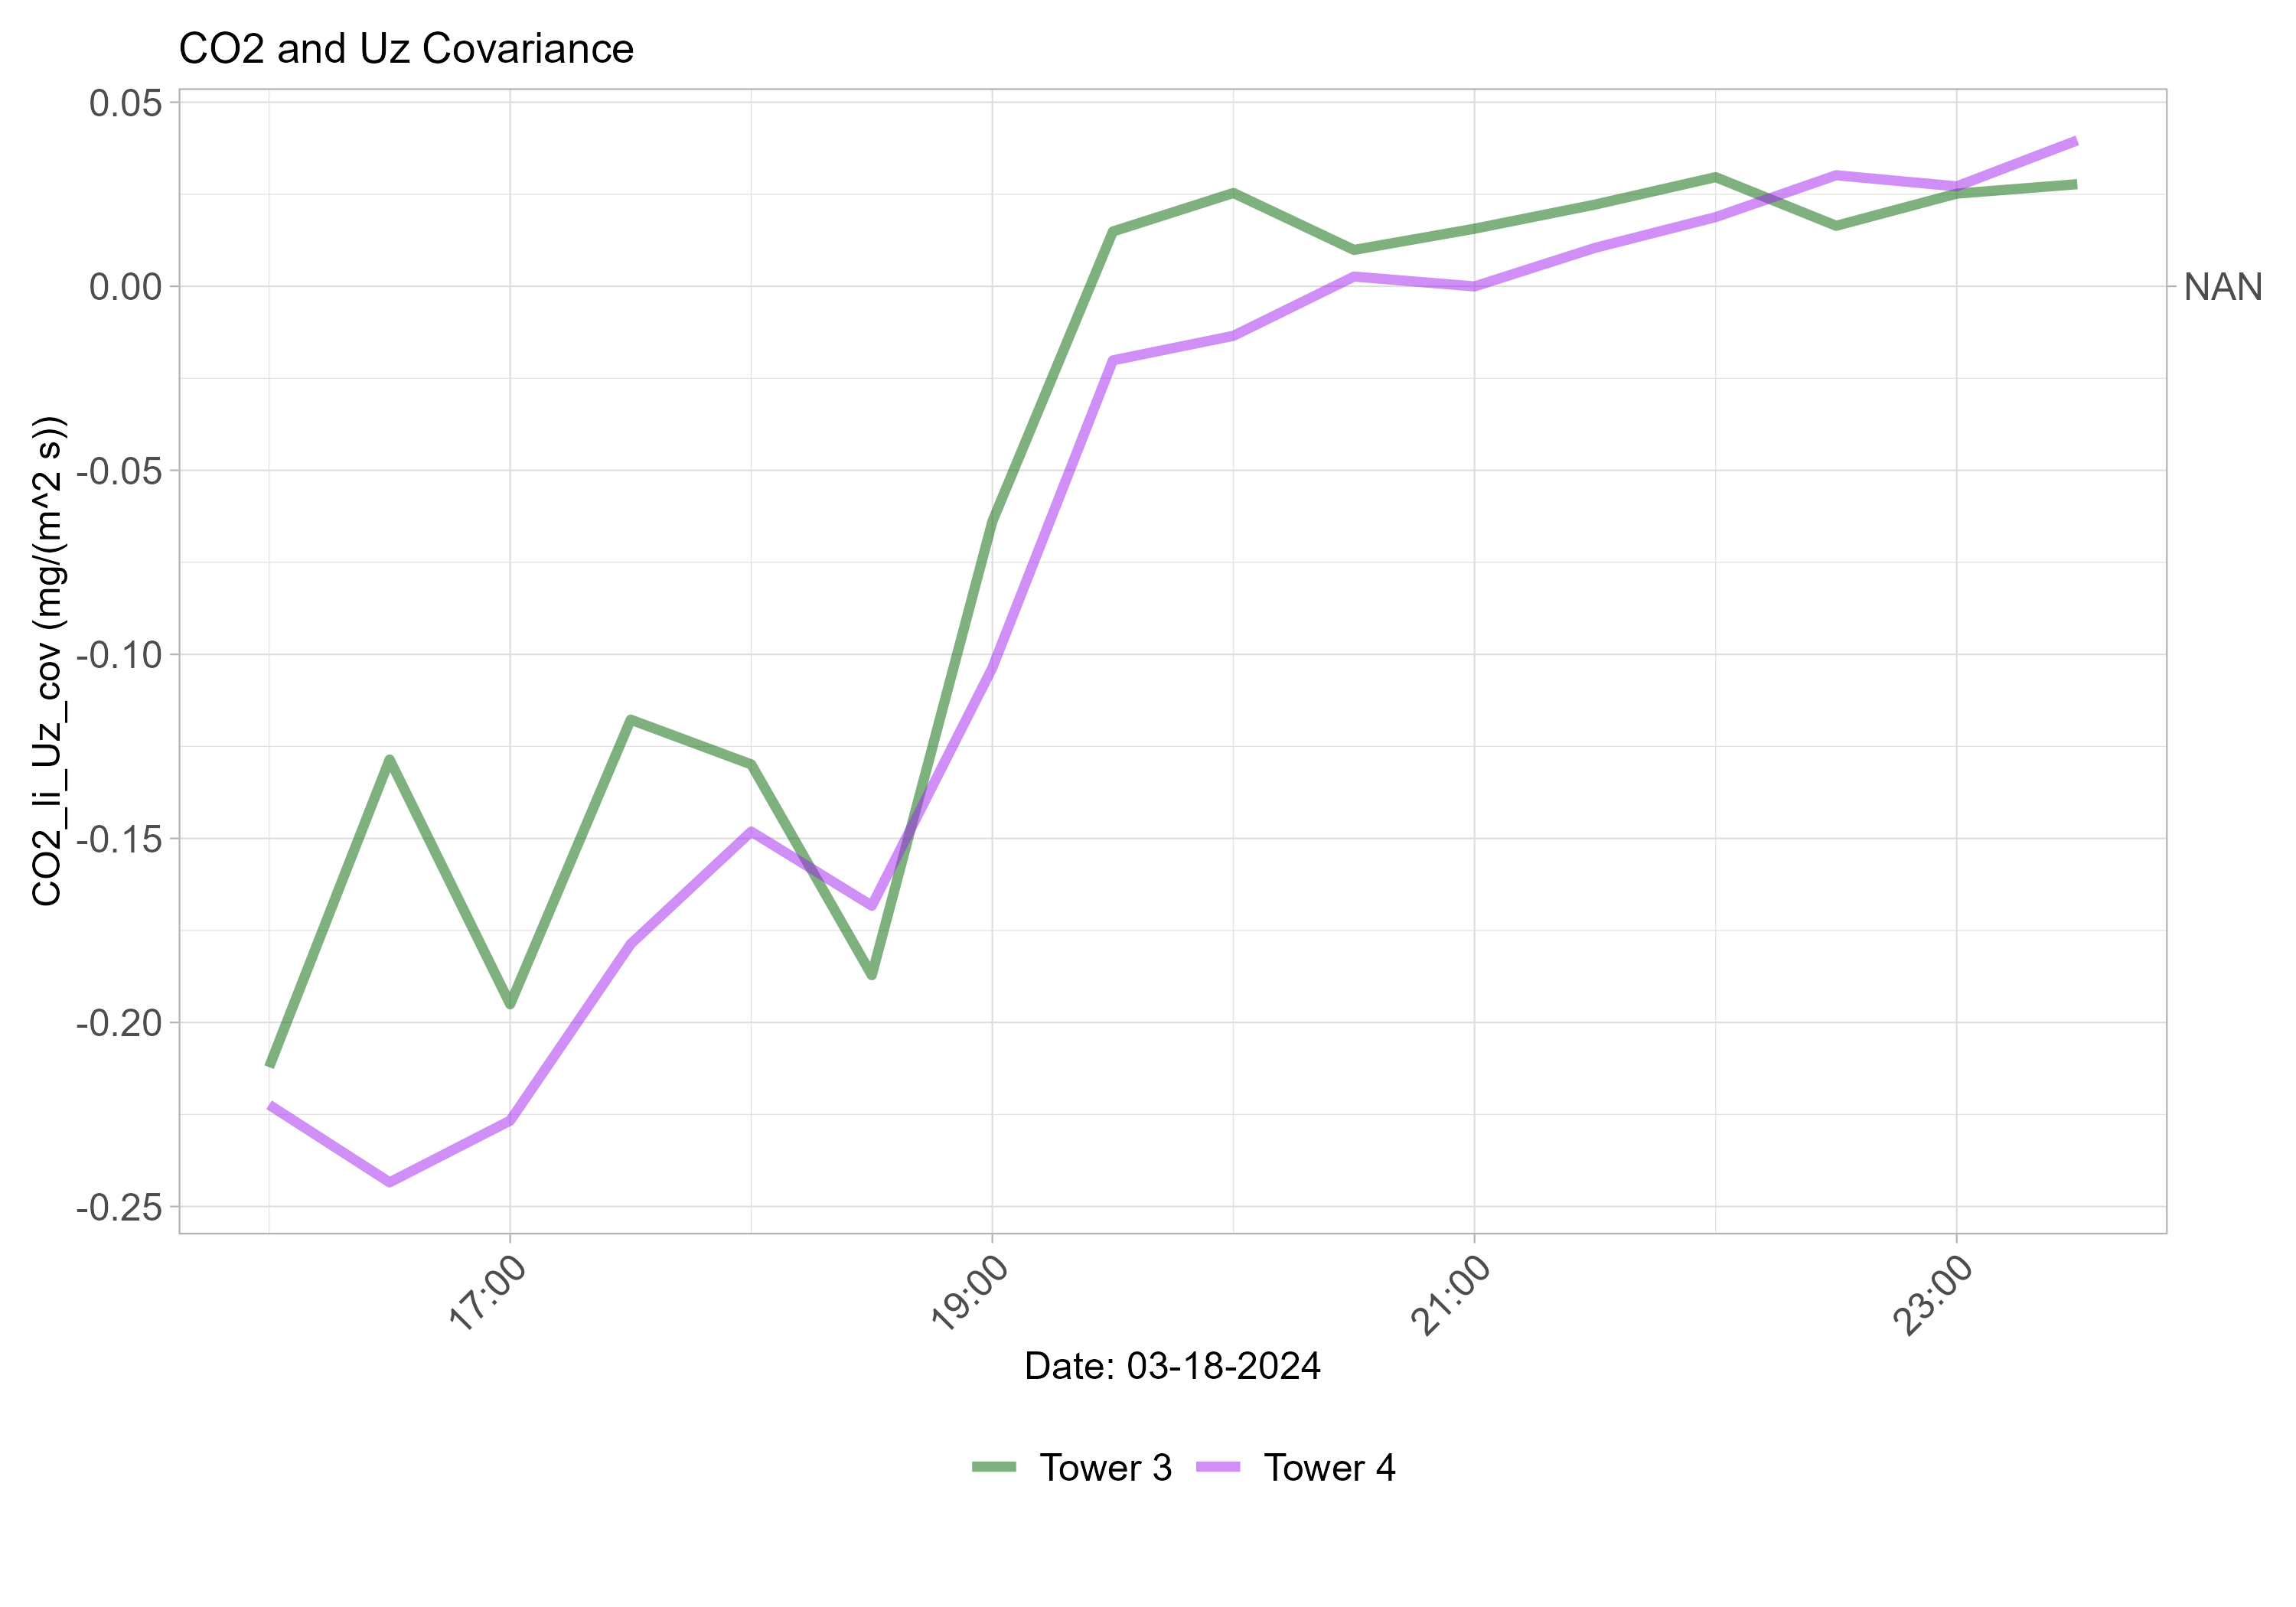 CO2 and Uz Covariance
0.05
0.00
-0.05
-0.10
-0.15
-0.20
-0.25
NAN
CO2_li_Uz_cov (mg/(m^2 s))
17:00
19:00
21:00
23:00
Date: 03-18-2024
Tower 3
Tower 4